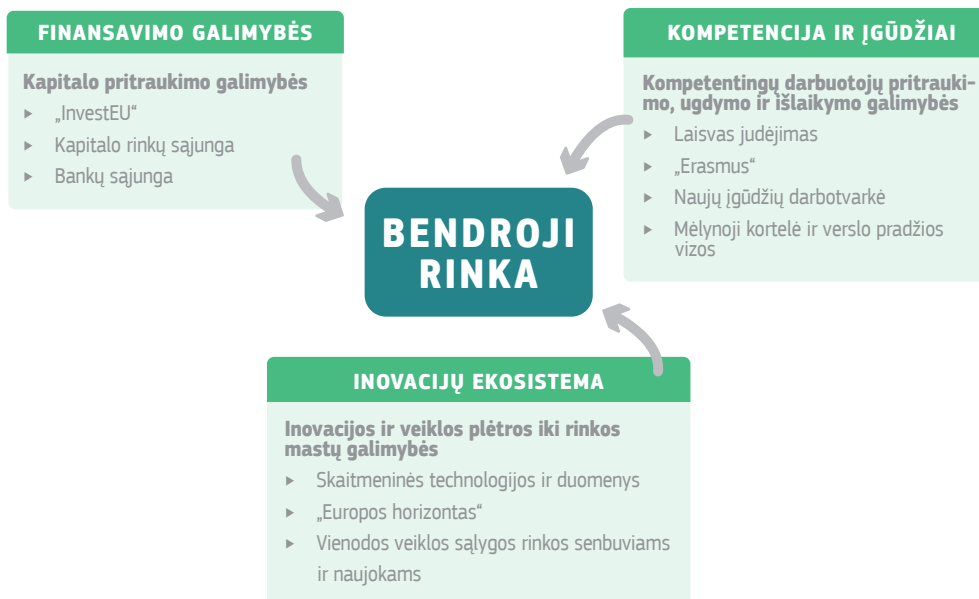 FINANSAVIMO GALIMYBĖS
Kapitalo pritraukimo galimybės
▸ „InvestEU“
▸ Kapitalo rinkų sąjunga
▸ Bankų sąjunga
KOMPETENCIJA IR ĮGŪDŽIAI
Kompetentingų darbuotojų pritrauki-
mo, ugdymo ir išlaikymo galimybės
▸ Laisvas judėjimas
▸ „Erasmus“
▸ Naujų įgūdžių darbotvarkė
▸ Mėlynoji kortelė ir verslo pradžios
vizos
BENDROJI
RINKA
INOVACIJŲ EKOSISTEMA
Inovacijos ir veiklos plėtros iki rinkos
mastų galimybės
▸ Skaitmeninės technologijos ir duomenys
▸ „Europos horizontas“
▸ Vienodos veiklos sąlygos rinkos senbuviams
ir naujokams